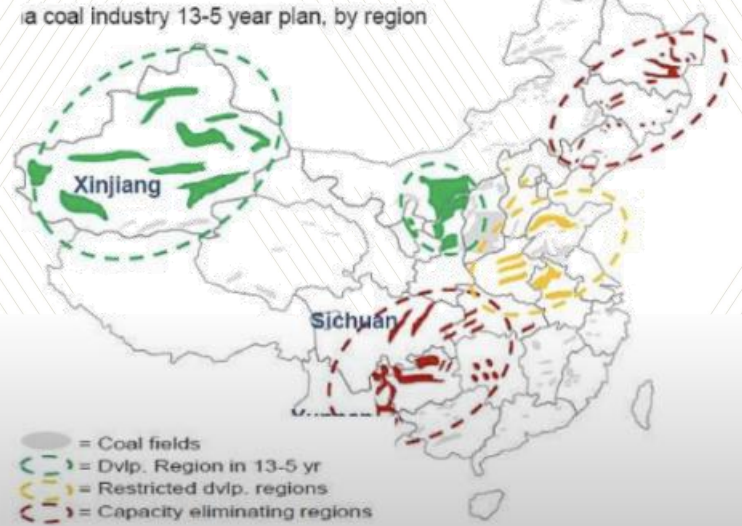 a coal industry 13-5 year plan, by region
Xinjiang
Sichuan
= Coal fields
= Dvlp. Region in 13-5 yr
= Restricted dvlp. regions
= Capacity eliminating regions